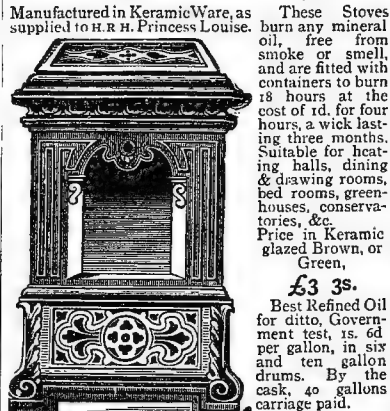 Manufactured in Keramic Ware, as
supplied to H.R H. Princess Louise.
These Stoves
burn any mineral
oil, free from
smoke or smell,
and are fitted with
containers to burn
18 hours at the
cost of 1d. for four
hours, a wick last-
ing three months.
Suitable for heat-
ing halls, dining
& drawing rooms,
bed rooms, green-
houses, conserva-
tories, &c.
Price in Keramic
glazed Brown, or
Green,
£3 3s.
Best Refined Oil
for ditto, Govern-
ment test, 1s. 6d
per gallon, in six
and ten gallon
drums. By the
cask, 40 gallons
carriage paid.